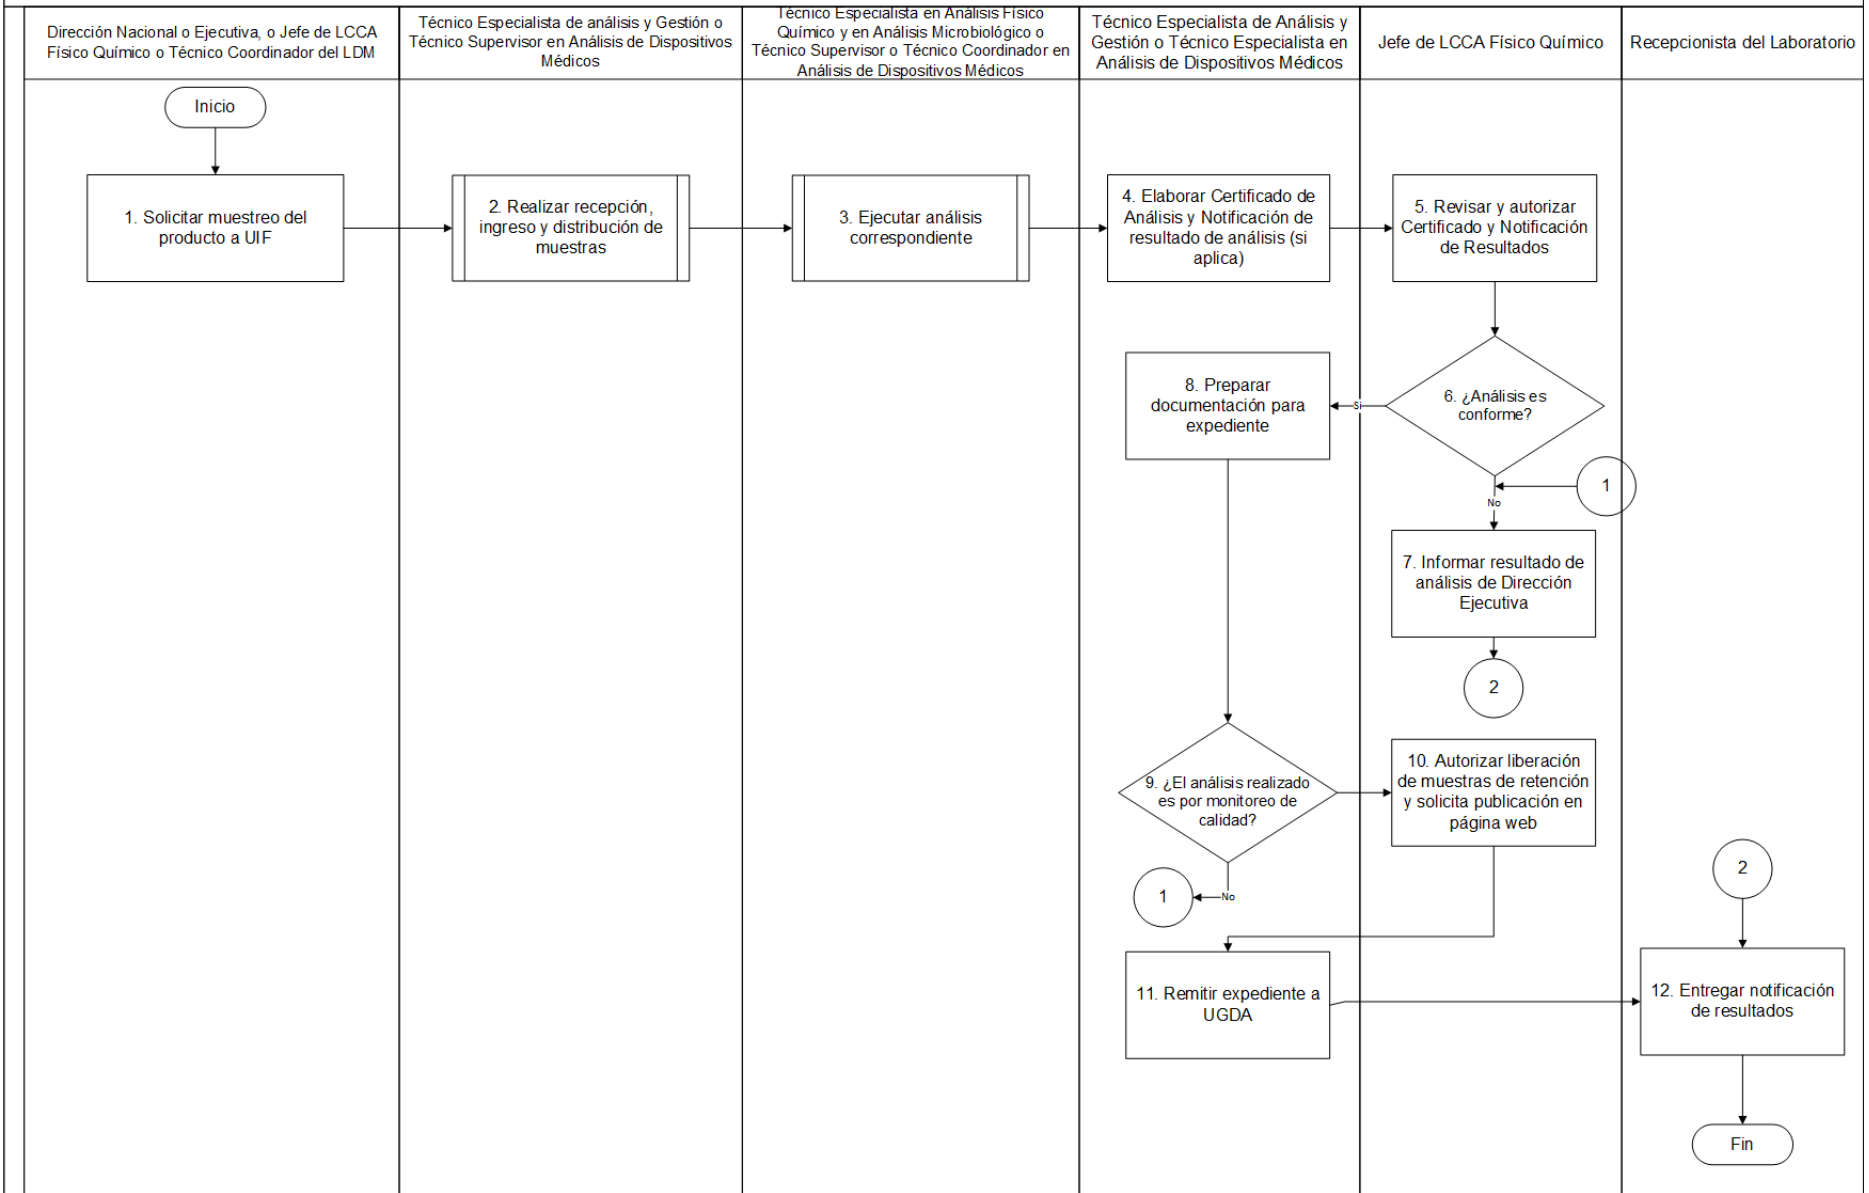 Dirección Nacional o Ejecutiva, o Jefe de LCCA
Físico Químico o Técnico Coordinador del LDM
Técnico Especialista de análisis y Gestión o
Técnico Supervisor en Análisis de Dispositivos
Médicos
Técnico Especialista en Análisis Físico
Químico y en Análisis Microbiológico o
Técnico Supervisor o Técnico Coordinador en
Análisis de Dispositivos Médicos
Técnico Especialista de Análisis y
Gestión o Técnico Especialista en
Análisis de Dispositivos Médicos
Jefe de LCCA Físico Químico
Recepcionista del Laboratorio
Inicio
1. Solicitar muestreo del
producto a UIF
2. Realizar recepción,
ingreso y distribución de
muestras
3. Ejecutar análisis
correspondiente
4. Elaborar Certificado de
Análisis y Notificación de
resultado de análisis (si
aplica)
5. Revisar y autorizar
Certificado y Notificación
de Resultados
6. ¿Análisis es
conforme?
Si
8. Preparar
documentación para
expediente
1
No
7. Informar resultado de
análisis de Dirección
Ejecutiva
2
9. ¿El análisis realizado
es por monitoreo de
calidad?
10. Autorizar liberación
de muestras de retención
y solicita publicación en
página web
No
1
2
11. Remitir expediente a
UGDA
12. Entregar notificación
de resultados
Fin